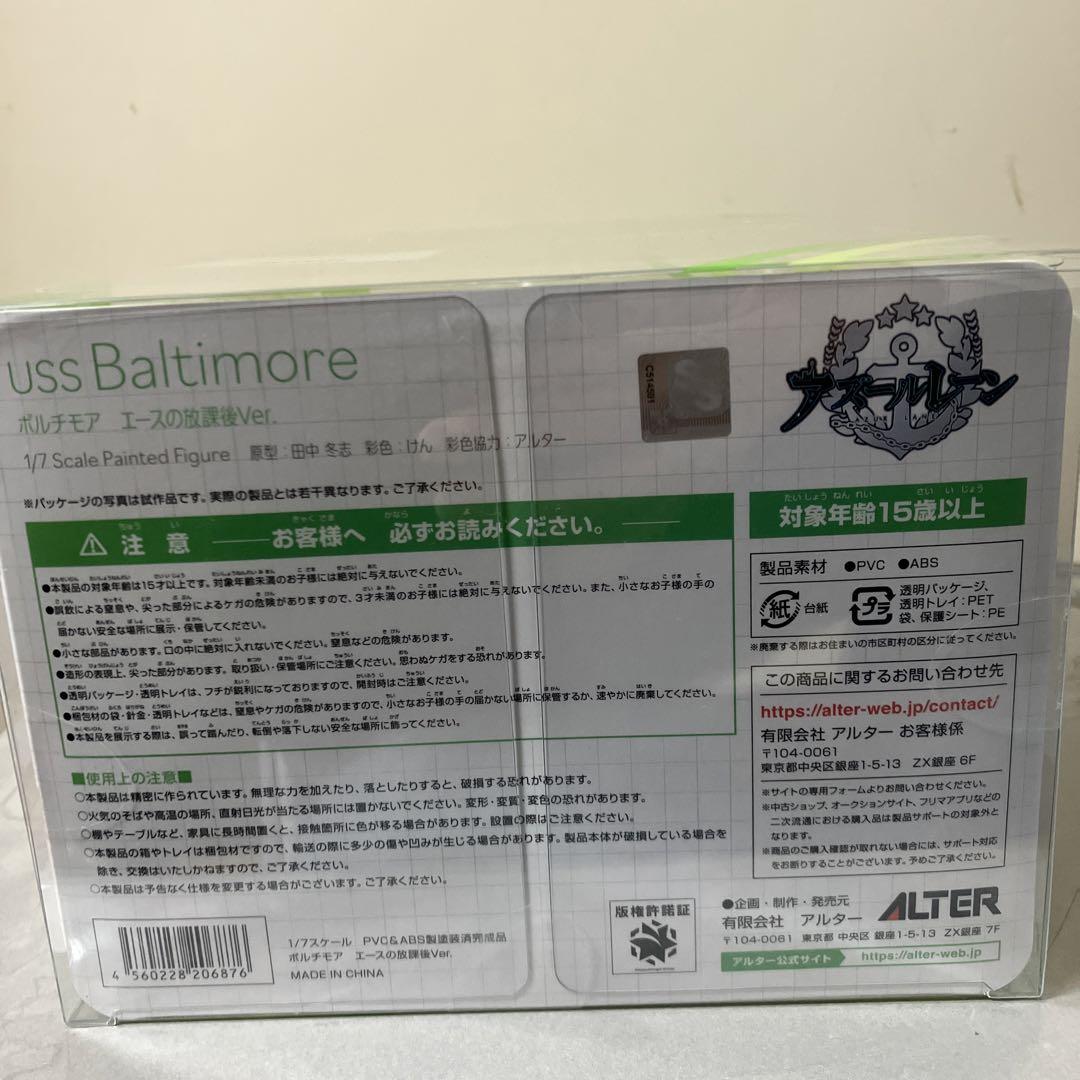 USS Baltimore
ボルチモア エースの放課後Ver.
1/7 Scale Painted Figure 原型:田中 冬志 彩色:けん 彩色協力:アルター
※パッケージの写真は試作品です。実際の製品とは若干異なります。ご了承ください。
C514591
アズールレーン
⚠ 注意 お客様へ 必ずお読みください。
●本製品の対象年齢は15才以上です。対象年齢未満のお子様には絶対に与えないでください。
●誤飲による窒息や、尖った部分によるケガの危険がありますので、3才未満のお子様には絶対に与えないでください。また、小さなお子様の手の
届かない安全な場所に展示・保管してください。
●小さな部品があります。口の中に絶対に入れないでください。窒息などの危険があります。
●造形の表現上、尖った部分があります。取り扱い・保管場所にご注意ください。思わぬケガをする恐れがあります。
●透明パッケージ・透明トレイは、フチが鋭利になっておりますので、開封時はご注意ください。
●梱包材の袋・針金・透明トレイなどは、窒息やケガの危険がありますので、小さなお子様の手の届かない場所に保管するか、速やかに廃棄してください。
●本製品を展示する際は、誤って踏んだり、転倒や落下しない安全な場所に飾ってください。
■使用上の注意■
○本製品は精密に作られています。無理な力を加えたり、落としたりすると、破損する恐れがあります。
○火気のそばや高温の場所、直射日光が当たる場所には置かないでください。変形・変質・変色の恐れがあります。
○棚やテーブルなど、家具に長時間置くと、接触箇所に色が移る場合があります。設置の際はご注意ください。
○本製品の箱やトレイは梱包材ですので、輸送の際に多少の傷や凹みが生じる場合があります。製品本体が破損している場合を
除き、交換はいたしかねますので、ご了承ください。
○本製品は予告なく仕様を変更する場合がございます。ご了承ください。
4 560228 206876
1/7スケール PVC&ABS製塗装済完成品
ボルチモア エースの放課後Ver.
MADE IN CHINA
たいしょうねんれい さいいじょう
対象年齢15歳以上
製品素材 ●PVC ●ABS
紙 台紙
プラ 透明パッケージ、
透明トレイ:PET
袋、保護シート:PE
※廃棄する際はお住まいの市区町村の区分に従ってください。
この商品に関するお問い合わせ先
https://alter-web.jp/contact/
有限会社 アルター お客様係
〒104-0061
東京都中央区銀座1-5-13 ZX銀座 6F
※サイトの専用フォームよりお問い合わせください。
※中古ショップ、オークションサイト、フリマアプリなどの
二次流通における購入品は製品サポートの対象外と
なります。
※商品のご購入確認が取れない場合には、サポート対応
をお断りすることがございます。予めご了承ください。
版権許諾証
●企画・制作・発売元
有限会社 アルター
ALTER
〒104-0061 東京都 中央区 銀座1-5-13 ZX銀座 7F
アルター公式サイト https://alter-web.jp